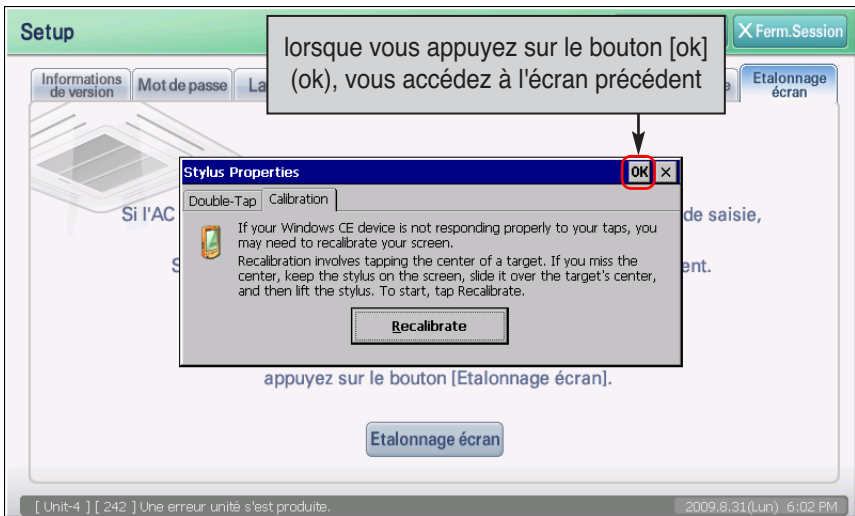 Setup
lorsque vous appuyez sur le bouton [ok]
(ok), vous accédez à l'écran précédent
X Ferm.Session
Informations
de version
Mot de passe
La
Etalonnage
écran
Stylus Properties
OK ×
Double-Tap Calibration
Si l'AC
de saisie,
If your Windows CE device is not responding properly to your taps, you
may need to recalibrate your screen.
Recalibration involves tapping the center of a target. If you miss the
center, keep the stylus on the screen, slide it over the target's center,
and then lift the stylus. To start, tap Recalibrate.
S
ent.
Recalibrate
appuyez sur le bouton [Etalonnage écran].
Etalonnage écran
[ Unit-4 ] [ 242 ] Une erreur unité s'est produite.
2009.8.31(Lun) 6:02 PM